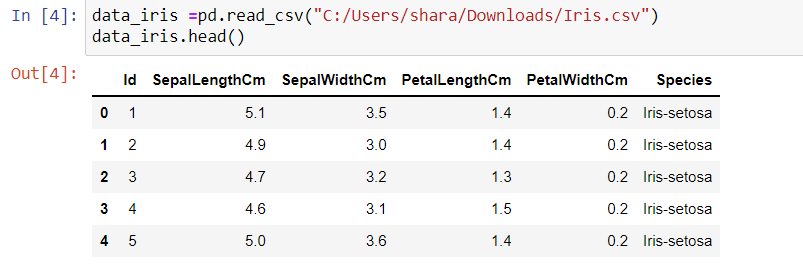 In [4]: data_iris =pd.read_csv("C:/Users/shara/Downloads/Iris.csv")
data_iris.head()
Out[4]:
Id SepalLengthCm SepalWidthCm PetalLengthCm PetalWidthCm Species
0 1 5.1 3.5 1.4 0.2 Iris-setosa
1 2 4.9 3.0 1.4 0.2 Iris-setosa
2 3 4.7 3.2 1.3 0.2 Iris-setosa
3 4 4.6 3.1 1.5 0.2 Iris-setosa
4 5 5.0 3.6 1.4 0.2 Iris-setosa